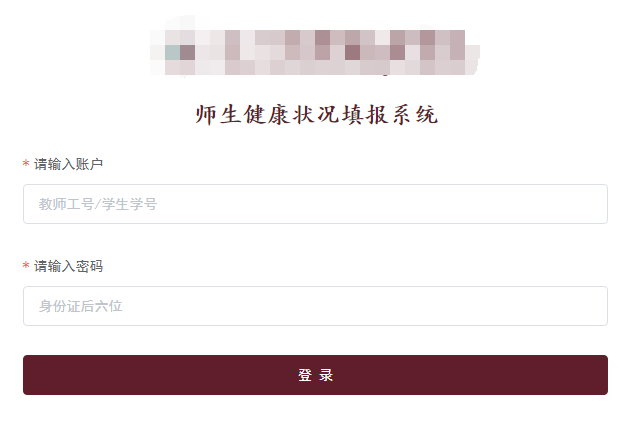 师生健康状况填报系统
* 请输入账户
教师工号/学生学号
* 请输入密码
身份证后六位
登 录